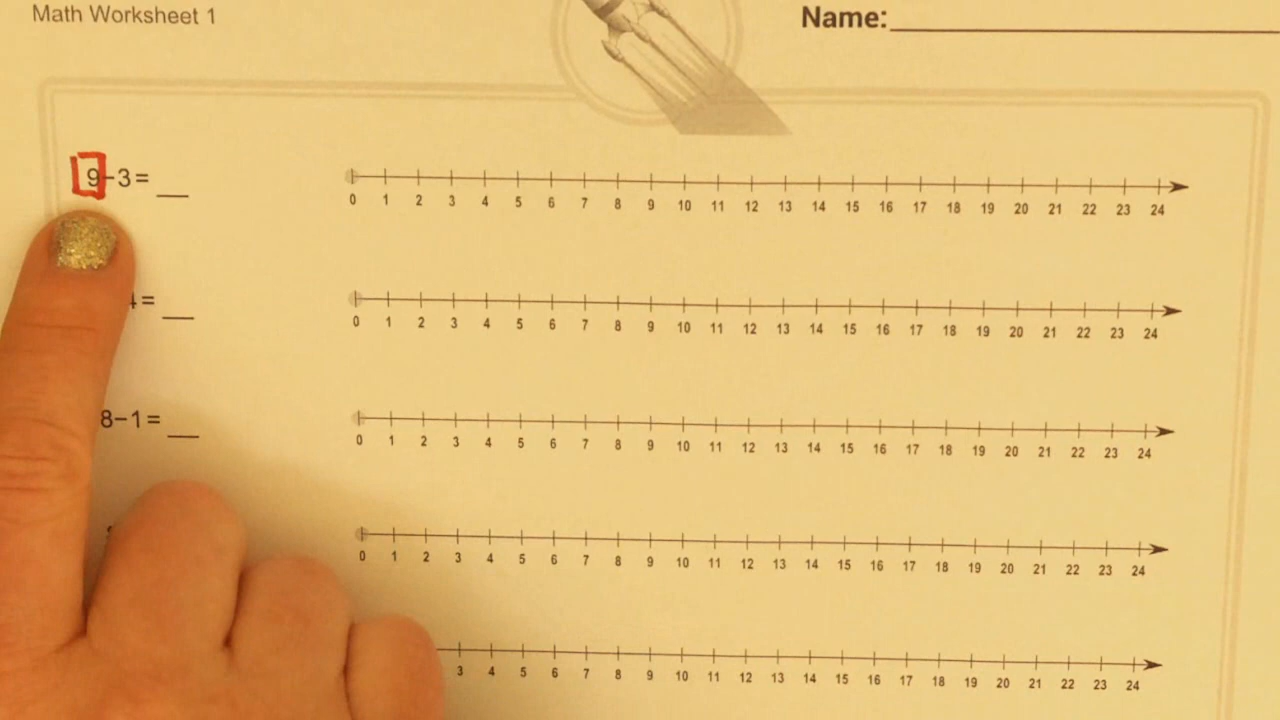 Math Worksheet 1
Name:
9-3= __
0 1 2 3 4 5 6 7 8 9 10 11 12 13 14 15 16 17 18 19 20 21 22 23 24
= __
0 1 2 3 4 5 6 7 8 9 10 11 12 13 14 15 16 17 18 19 20 21 22 23 24
8-1= __
0 1 2 3 4 5 6 7 8 9 10 11 12 13 14 15 16 17 18 19 20 21 22 23 24
0 1 2 3 4 5 6 7 8 9 10 11 12 13 14 15 16 17 18 19 20 21 22 23 24
3 4 5 6 7 8 9 10 11 12 13 14 15 16 17 18 19 20 21 22 23 24